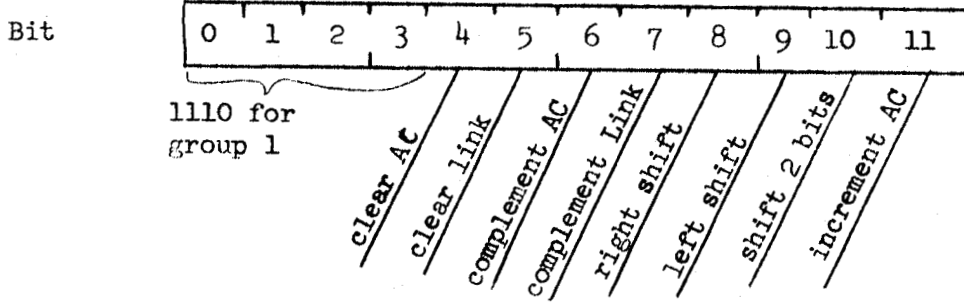 Bit 0 1 2 3 4 5 6 7 8 9 10 11
1110 for
group 1
clear AC
clear link
complement AC
complement Link
right shift
left shift
shift 2 bits
increment AC